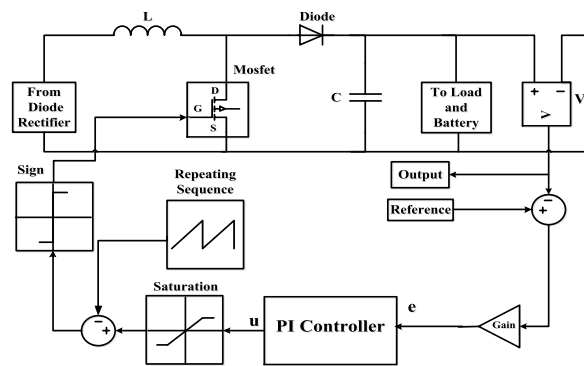 L
Diode
Mosfet
From
Diode
Rectifier
D
G
S
C
To Load
and
Battery
+
−
V
V
Sign
Repeating
Sequence
Output
Reference
−
+
Saturation
−
+
u
PI Controller
e
Gain